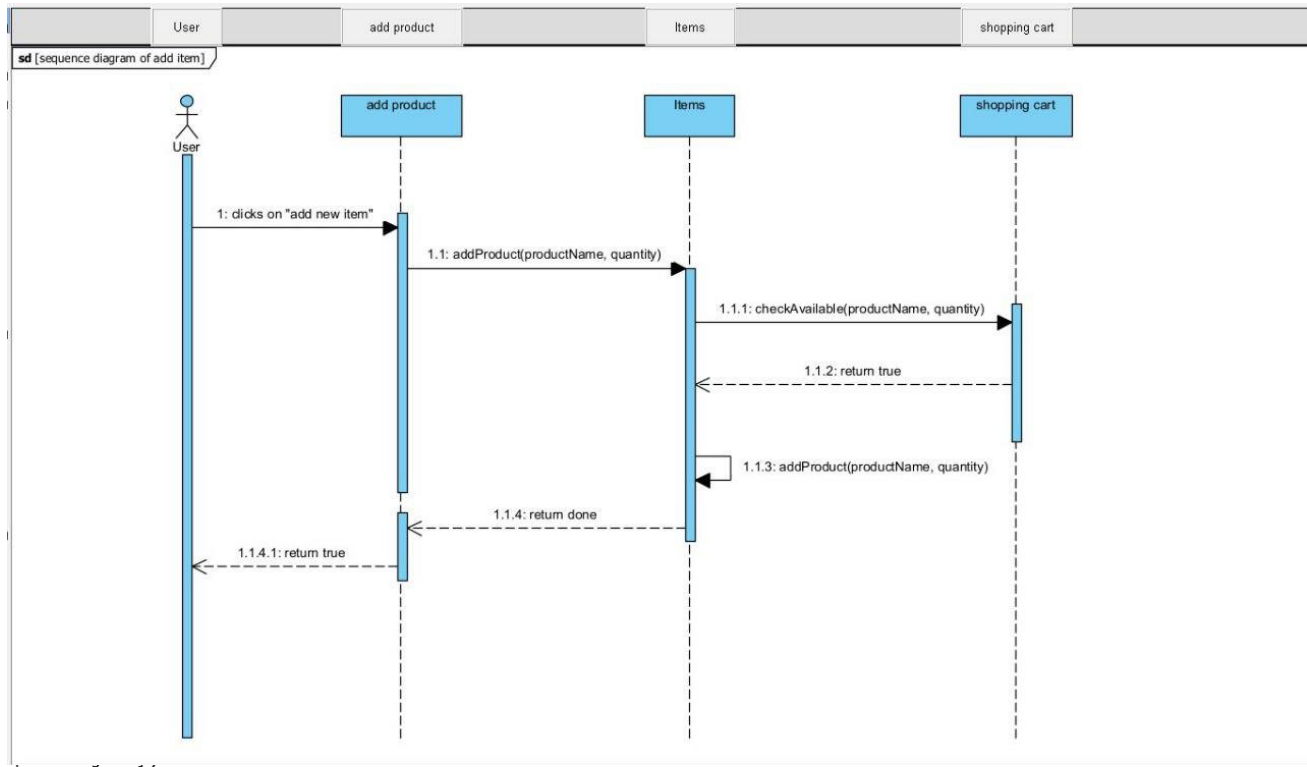 User add product Items shopping cart
sd [sequence diagram of add item]
add product Items shopping cart
User
1: clicks on "add new item"
1.1: addProduct(productName, quantity)
1.1.1: checkAvailable(productName, quantity)
1.1.2: return true
1.1.3: addProduct(productName, quantity)
1.1.4: return done
1.1.4.1: return true